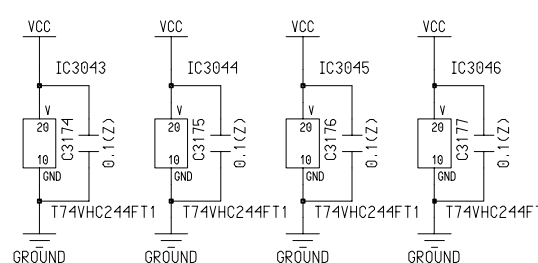 VCC VCC VCC VCC
IC3043 IC3044 IC3045 IC3046
V V V V
20 C3174 0.1(Z) 20 C3175 0.1(Z) 20 C3176 0.1(Z) 20 C3177 0.1(Z)
10 10 10 10
GND GND GND GND
T74VHC244FT1 T74VHC244FT1 T74VHC244FT1 T74VHC244F
GROUND GROUND GROUND GROUND